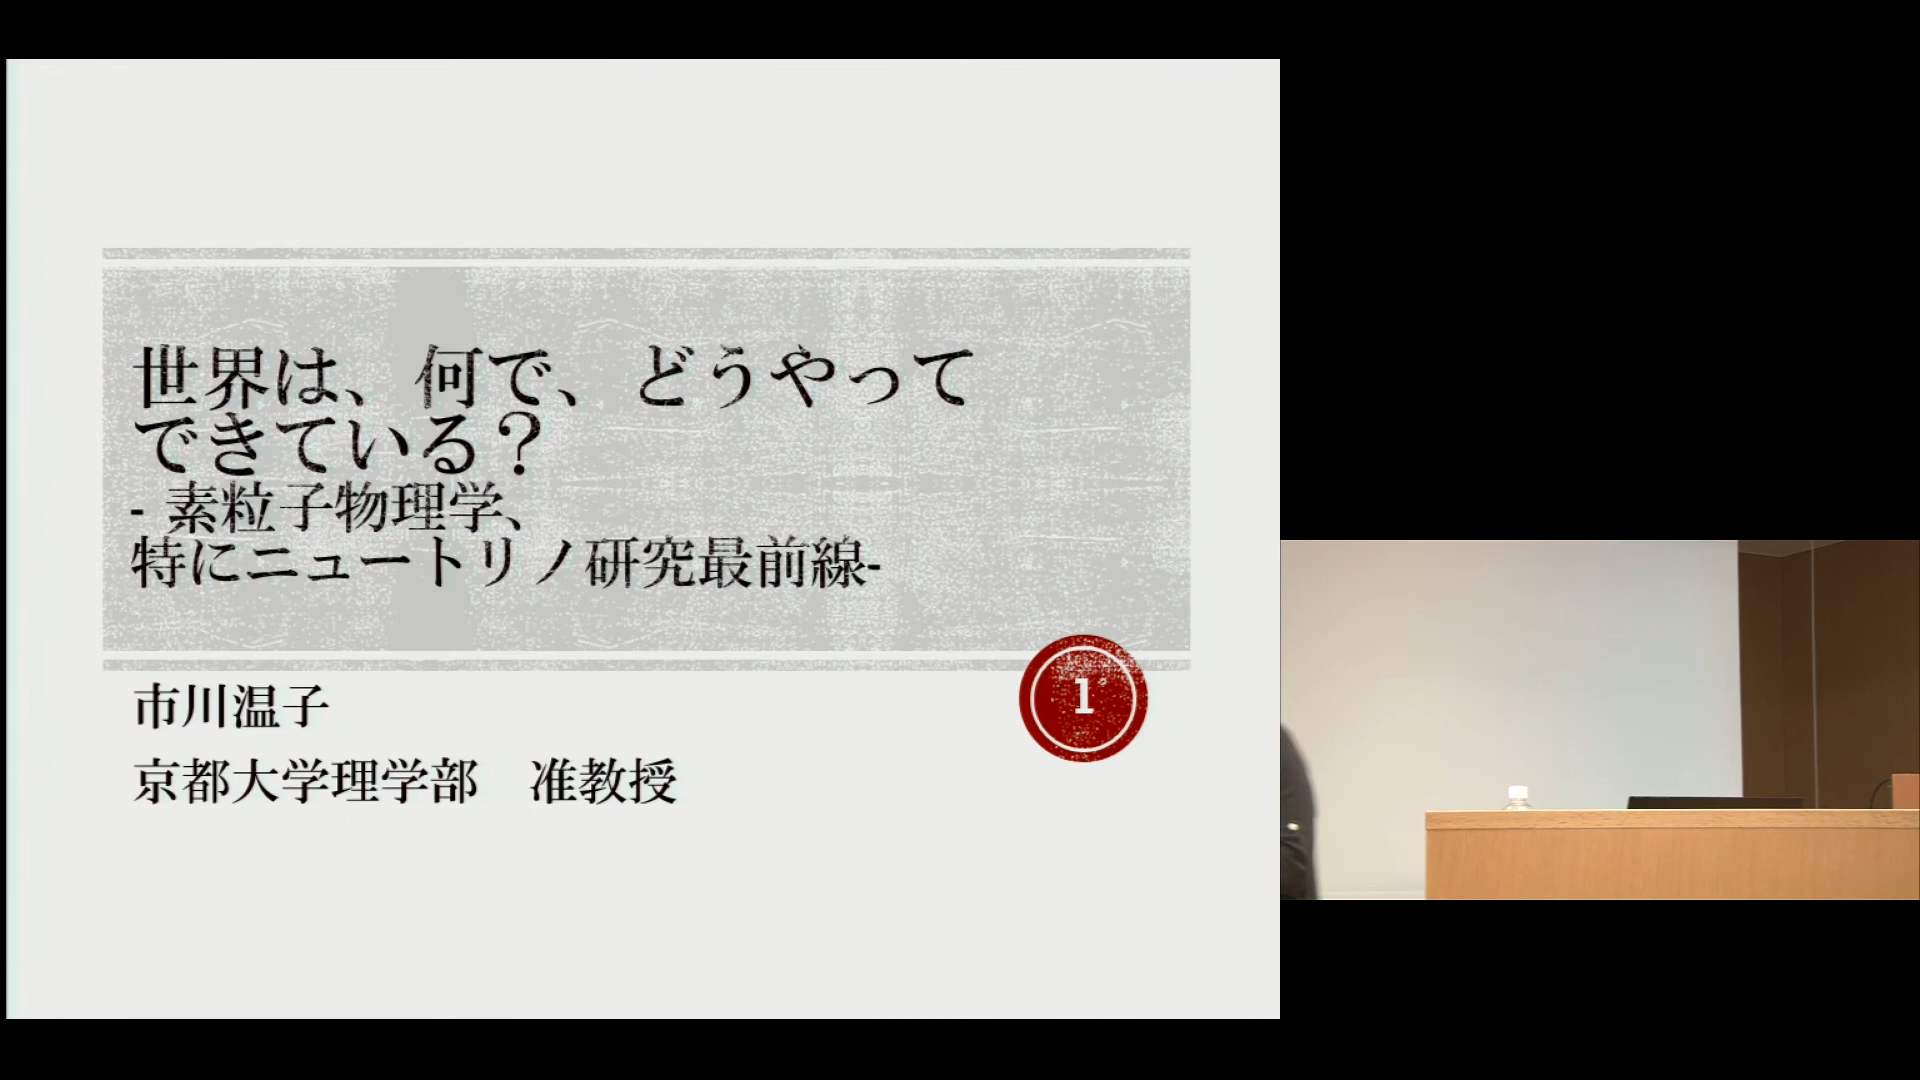 世界は、何で、どうやって
できている？
- 素粒子物理学、
特にニュートリノ研究最前線-
市川温子
1
京都大学理学部　准教授